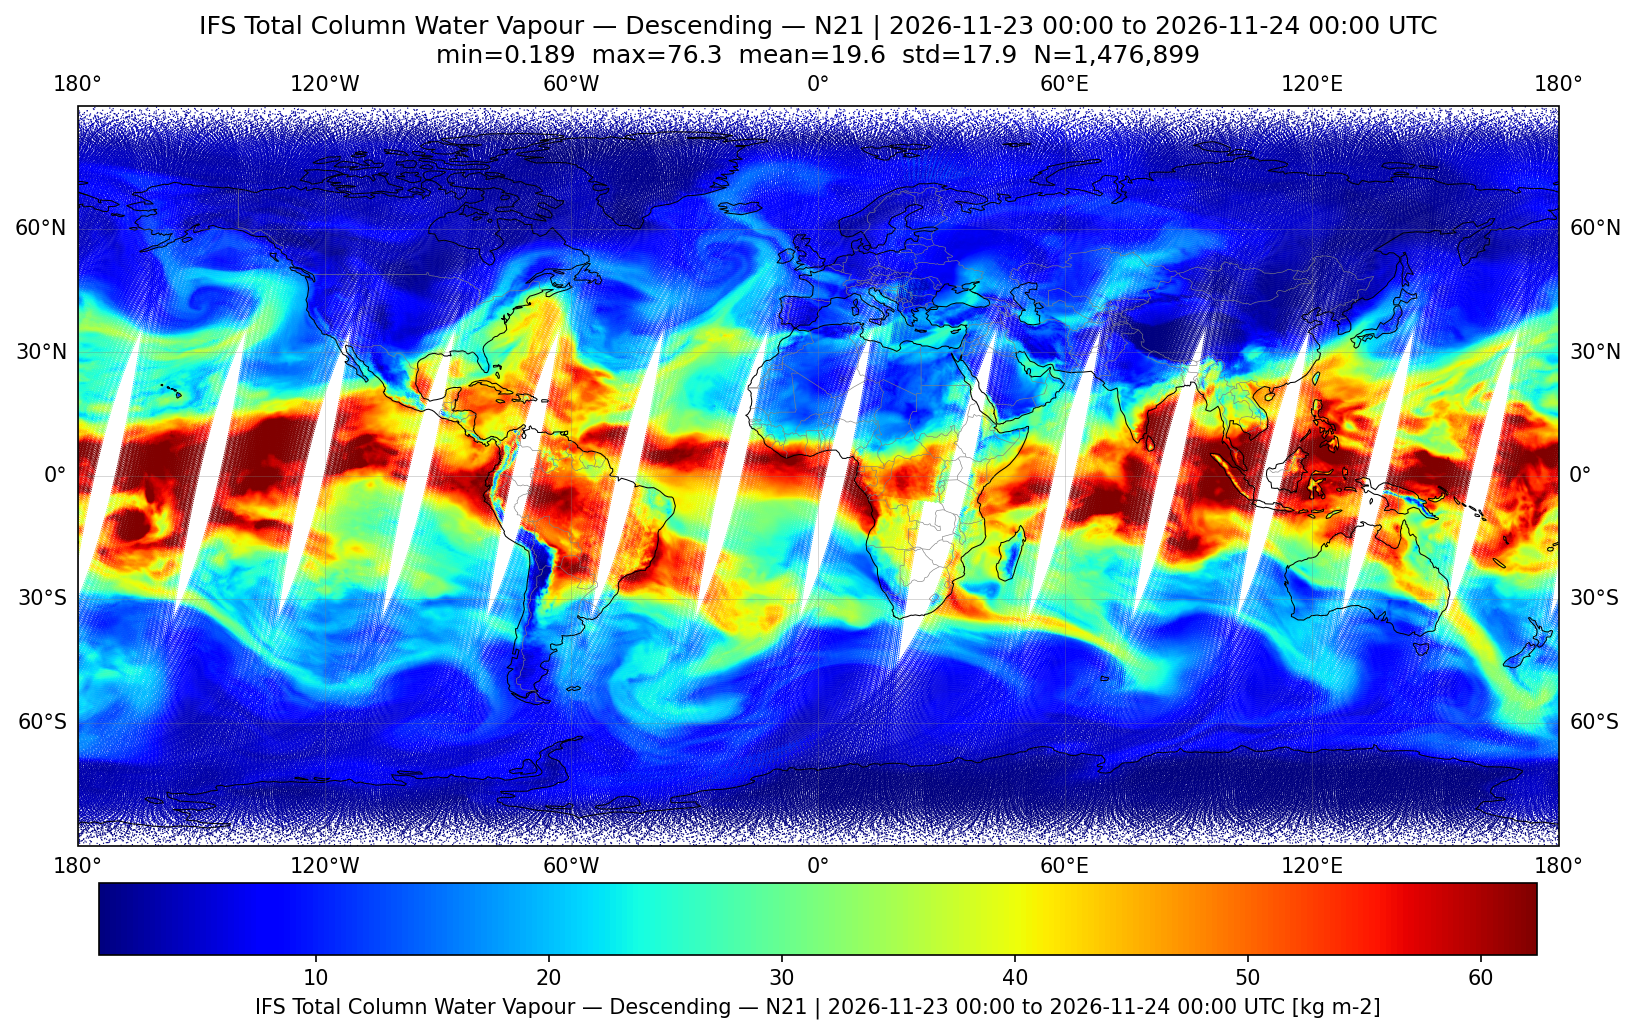 IFS Total Column Water Vapour — Descending — N21 | 2026-11-23 00:00 to 2026-11-24 00:00 UTC
min=0.189  max=76.3  mean=19.6  std=17.9  N=1,476,899
180° 120°W 60°W 0° 60°E 120°E 180°
60°N 60°N
30°N 30°N
0° 0°
30°S 30°S
60°S 60°S
180° 120°W 60°W 0° 60°E 120°E 180°
10 20 30 40 50 60
IFS Total Column Water Vapour — Descending — N21 | 2026-11-23 00:00 to 2026-11-24 00:00 UTC [kg m-2]